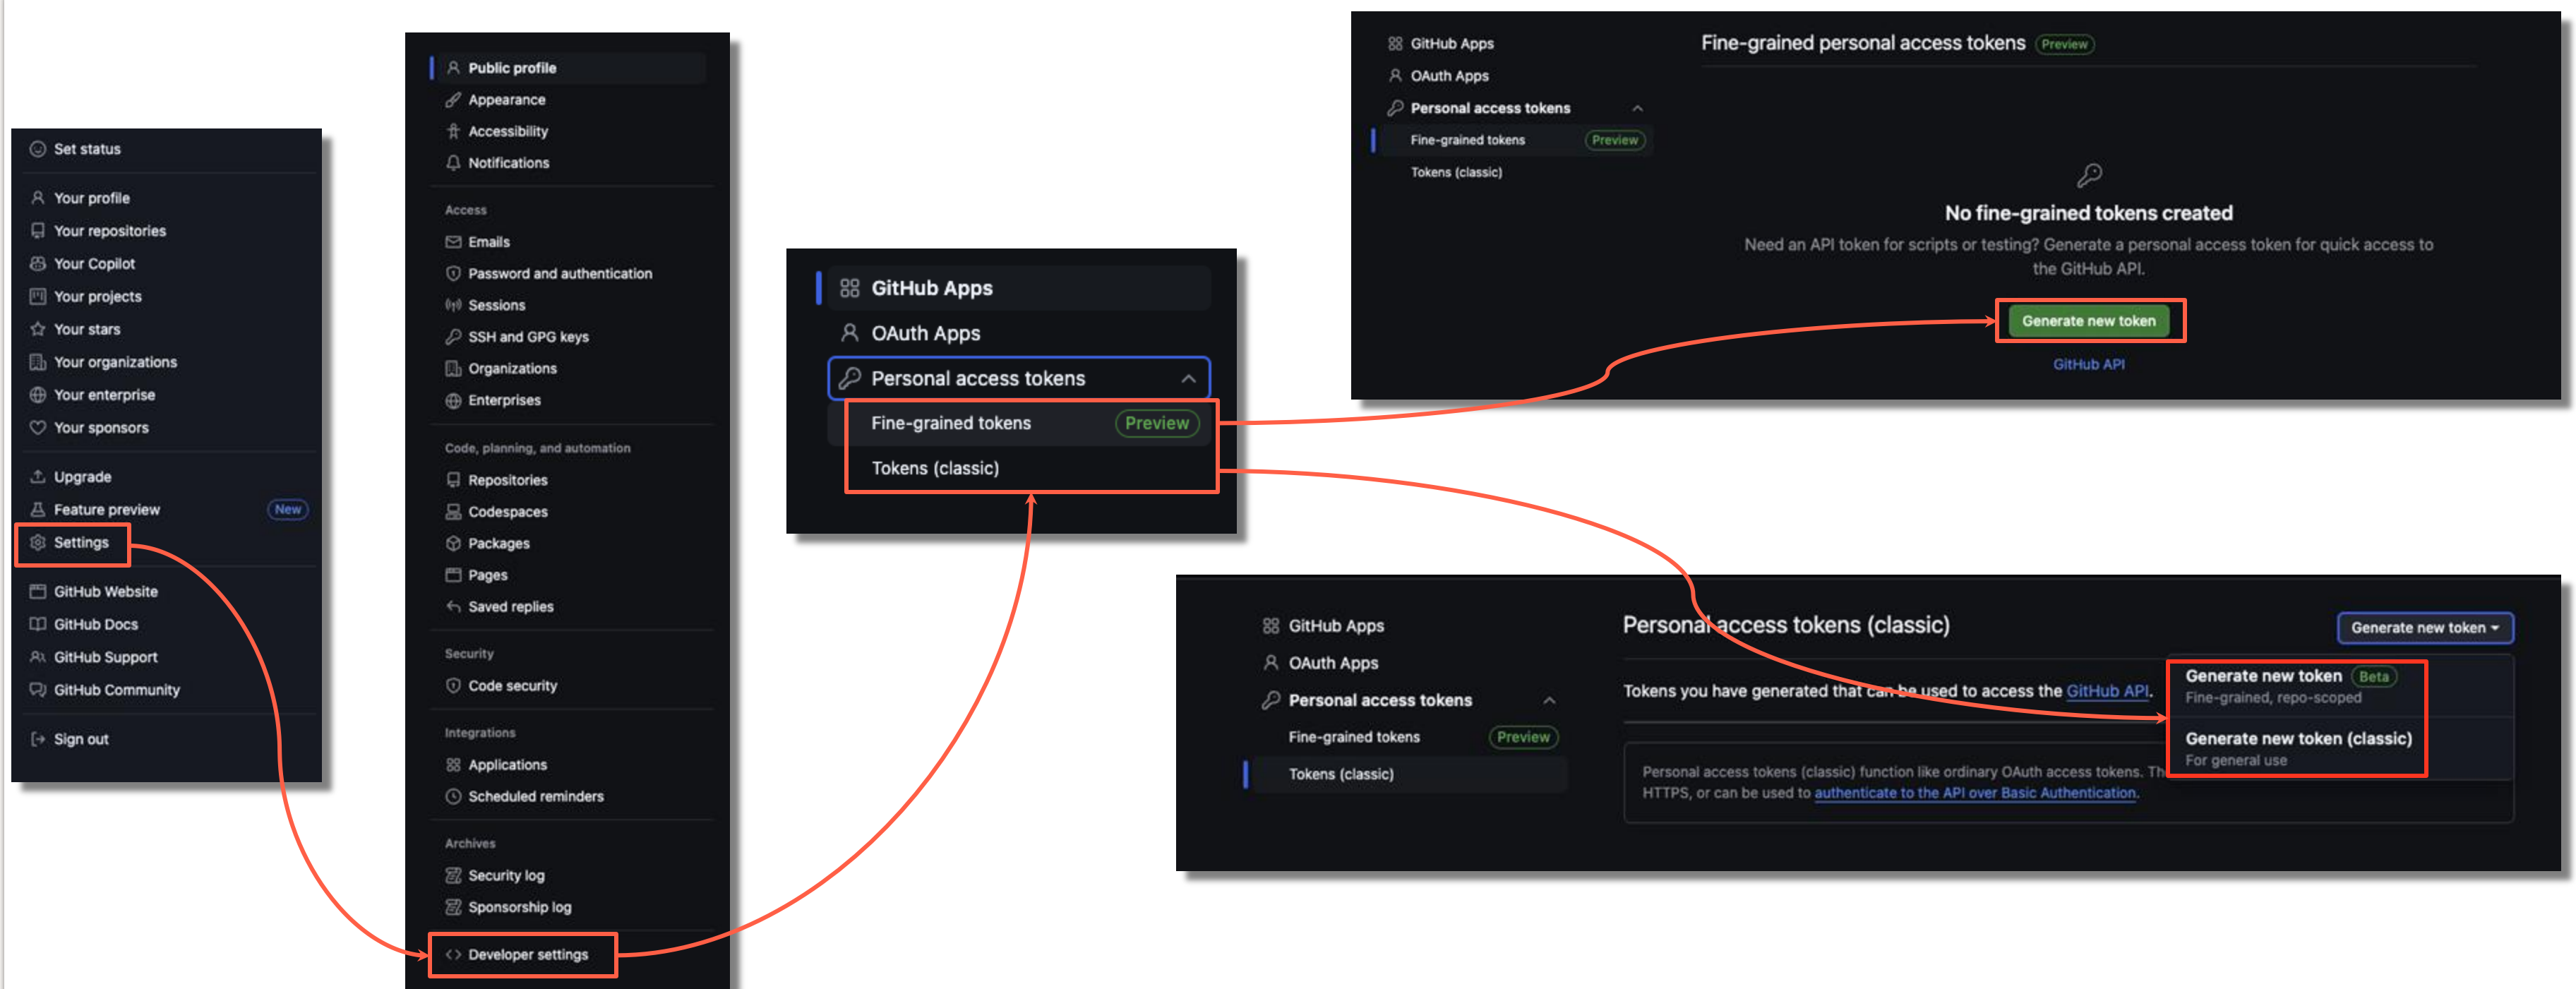 Set status
Your profile
Your repositories
Your Copilot
Your projects
Your stars
Your organizations
Your enterprise
Your sponsors
Upgrade
Feature preview New
Settings
GitHub Website
GitHub Docs
GitHub Support
GitHub Community
Sign out
Public profile
Appearance
Accessibility
Notifications
Access
Emails
Password and authentication
Sessions
SSH and GPG keys
Organizations
Enterprises
Code, planning, and automation
Repositories
Codespaces
Packages
Pages
Saved replies
Security
Code security
Integrations
Applications
Scheduled reminders
Archives
Security log
Sponsorship log
Developer settings
GitHub Apps
OAuth Apps
Personal access tokens
Fine-grained tokens Preview
Tokens (classic)
GitHub Apps
OAuth Apps
Personal access tokens
Fine-grained tokens Preview
Tokens (classic)
Fine-grained personal access tokens Preview
No fine-grained tokens created
Need an API token for scripts or testing? Generate a personal access token for quick access to
the GitHub API.
Generate new token
GitHub API
GitHub Apps
OAuth Apps
Personal access tokens
Fine-grained tokens Preview
Tokens (classic)
Personal access tokens (classic)
Generate new token
Tokens you have generated that can be used to access the GitHub API.
Generate new token Beta
Fine-grained, repo-scoped
Generate new token (classic)
For general use
Personal access tokens (classic) function like ordinary OAuth access tokens. Th
HTTPS, or can be used to authenticate to the API over Basic Authentication.